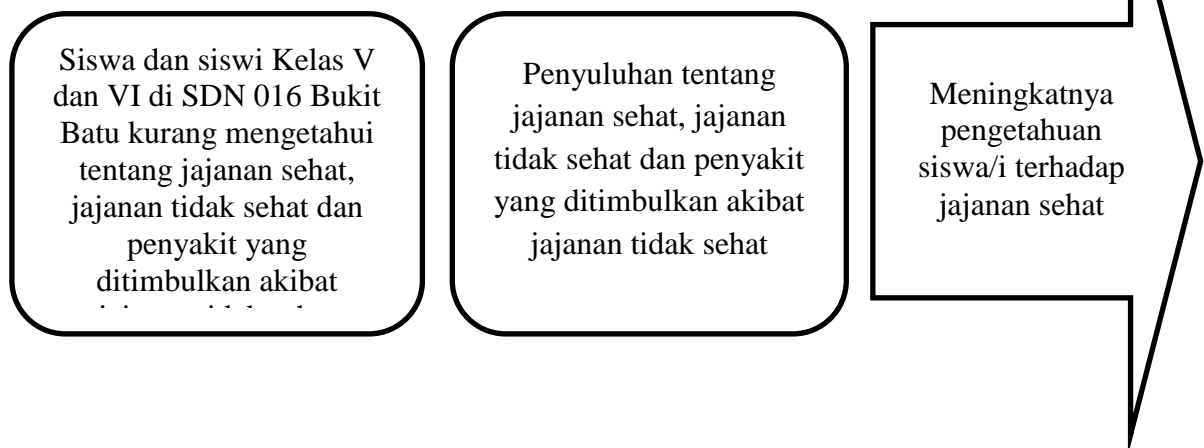 Siswa dan siswi Kelas V
dan VI di SDN 016 Bukit
Batu kurang mengetahui
tentang jajanan sehat,
jajanan tidak sehat dan
penyakit yang
ditimbulkan akibat
Penyuluhan tentang
jajanan sehat, jajanan
tidak sehat dan penyakit
yang ditimbulkan akibat
jajanan tidak sehat
Meningkatnya
pengetahuan
siswa/i terhadap
jajanan sehat